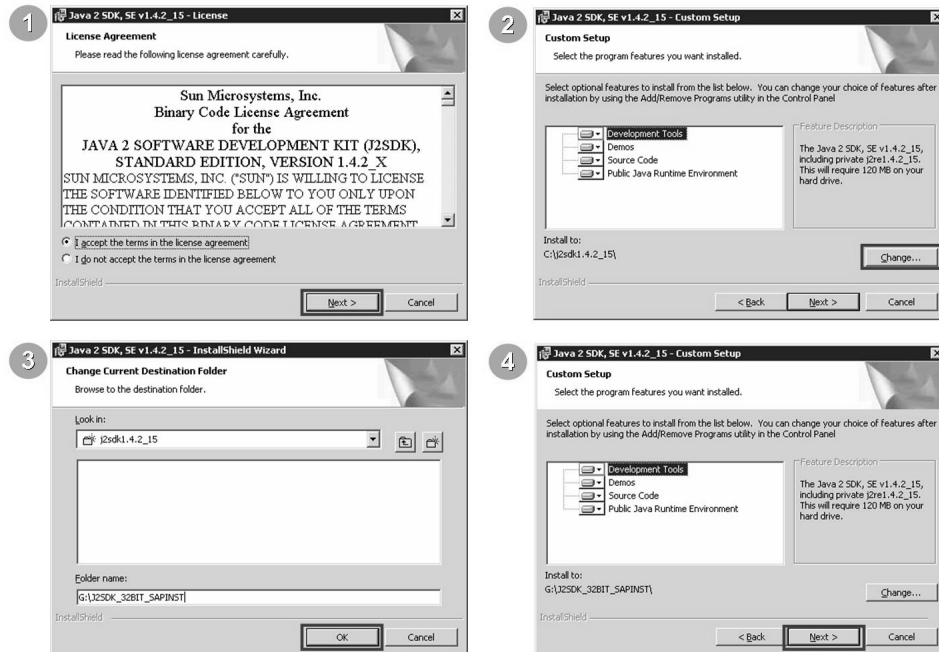 1
Java 2 SDK, SE v1.4.2_15 - License
License Agreement
Please read the following license agreement carefully.
Sun Microsystems, Inc.
Binary Code License Agreement
for the
JAVA 2 SOFTWARE DEVELOPMENT KIT (J2SDK),
STANDARD EDITION, VERSION 1.4.2_X
SUN MICROSYSTEMS, INC. ("SUN") IS WILLING TO LICENSE
THE SOFTWARE IDENTIFIED BELOW TO YOU ONLY UPON
THE CONDITION THAT YOU ACCEPT ALL OF THE TERMS
CONTAINED IN THIS BINARY CODE LICENSE AGREEMENT
I accept the terms in the license agreement
I do not accept the terms in the license agreement
InstallShield
Next >
Cancel
2
Java 2 SDK, SE v1.4.2_15 - Custom Setup
Custom Setup
Select the program features you want installed.
Select optional features to install from the list below. You can change your choice of features after
installation by using the Add/Remove Programs utility in the Control Panel
Development Tools
Demos
Source Code
Public Java Runtime Environment
Feature Description
The Java 2 SDK, SE v1.4.2_15,
including private j2re1.4.2_15.
This will require 120 MB on your
hard drive.
Install to:
C:\j2sdk1.4.2_15\
Change...
InstallShield
< Back
Next >
Cancel
3
Java 2 SDK, SE v1.4.2_15 - InstallShield Wizard
Change Current Destination Folder
Browse to the destination folder.
Look in:
j2sdk1.4.2_15
Folder name:
G:\J2SDK_32BIT_SAPINST
InstallShield
OK
Cancel
4
Java 2 SDK, SE v1.4.2_15 - Custom Setup
Custom Setup
Select the program features you want installed.
Select optional features to install from the list below. You can change your choice of features after
installation by using the Add/Remove Programs utility in the Control Panel
Development Tools
Demos
Source Code
Public Java Runtime Environment
Feature Description
The Java 2 SDK, SE v1.4.2_15,
including private j2re1.4.2_15.
This will require 120 MB on your
hard drive.
Install to:
G:\J2SDK_32BIT_SAPINST\
Change...
InstallShield
< Back
Next >
Cancel